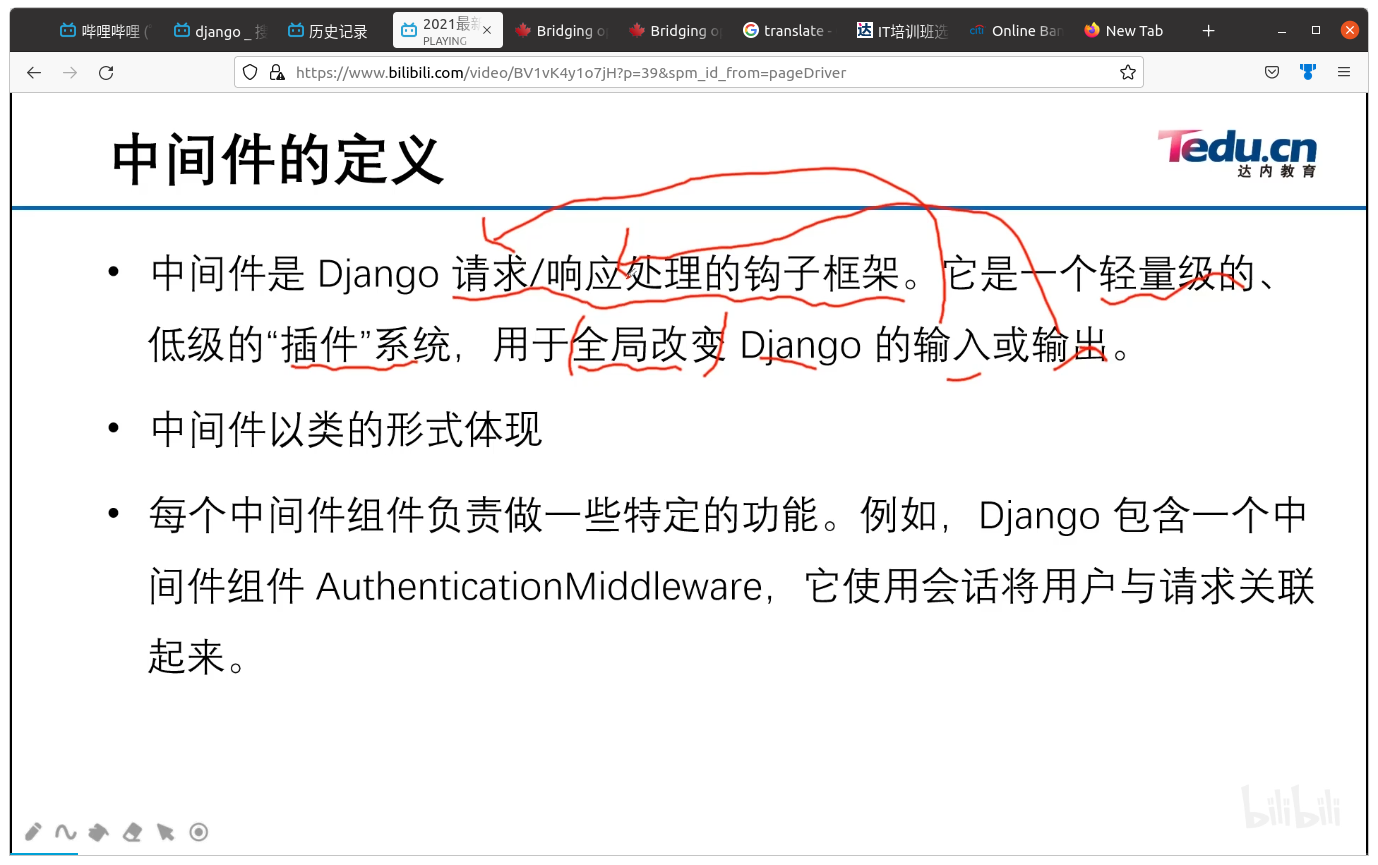 哔哩哔哩 (
django _ 搜
历史记录
2021最新
PLAYING
Bridging o
Bridging o
translate -
IT培训班选
Online Ban
New Tab
https://www.bilibili.com/video/BV1vK4y1o7jH?p=39&spm_id_from=pageDriver
中间件的定义
Tedu.cn
达内教育
• 中间件是 Django 请求/响应处理的钩子框架。它是一个轻量级的、
低级的“插件”系统，用于全局改变 Django 的输入或输出。
• 中间件以类的形式体现
• 每个中间件组件负责做一些特定的功能。例如，Django 包含一个中
间件组件 AuthenticationMiddleware，它使用会话将用户与请求关联
起来。
bilibili